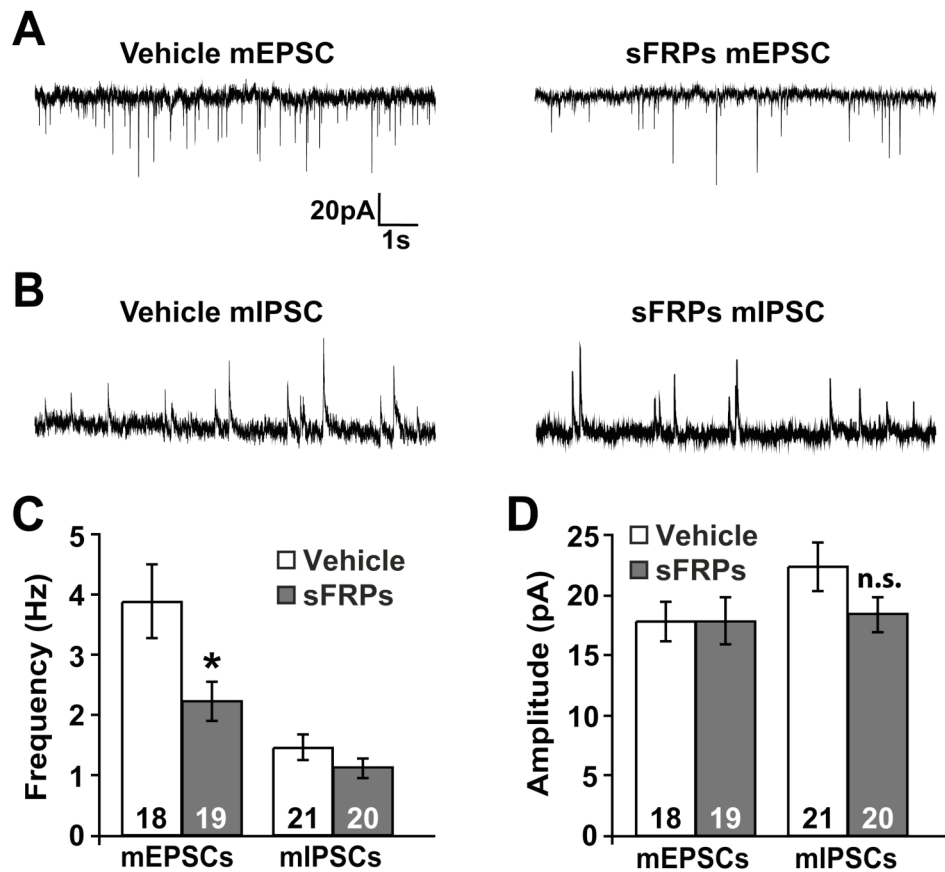 A
Vehicle mEPSC
sFRPs mEPSC
20pA
1s
B
Vehicle mIPSC
sFRPs mIPSC
C
Frequency (Hz)
5
4
3
2
1
0
Vehicle
sFRPs
*
18
19
21
20
mEPSCs
mIPSCs
D
Amplitude (pA)
25
20
15
10
5
0
Vehicle
sFRPs
n.s.
18
19
21
20
mEPSCs
mIPSCs